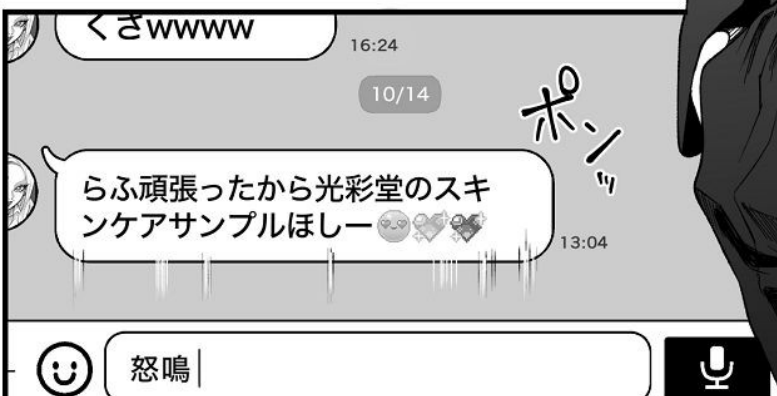 くさwwww
16:24
10/14
ポンッ
らふ頑張ったから光彩堂のスキ
ンケアサンプルほしー
13:04
怒鳴